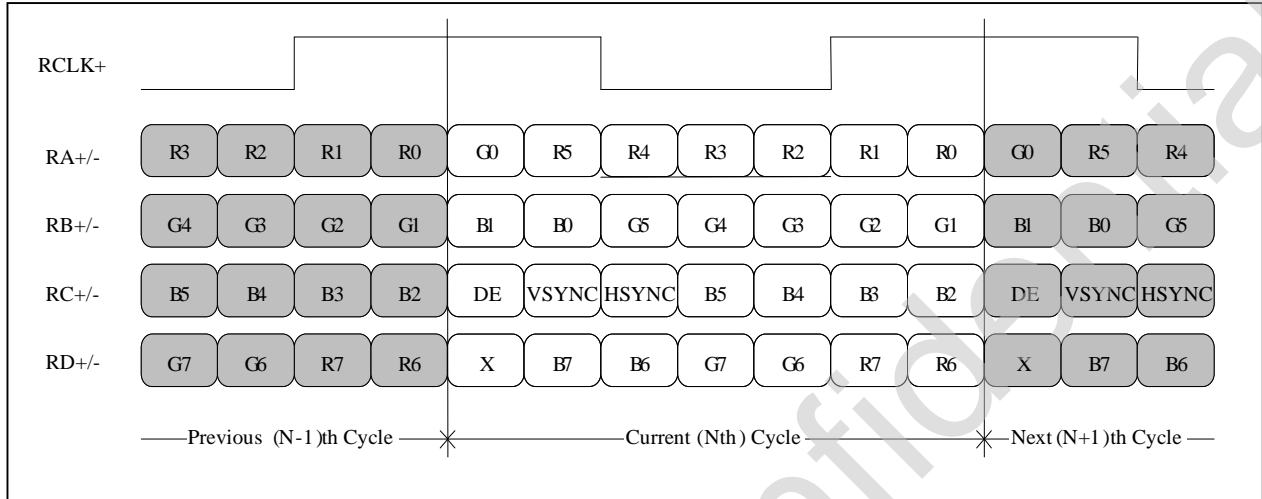 RCLK+
RA+/- R3 R2 R1 R0 G0 R5 R4 R3 R2 R1 R0 G0 R5 R4
RB+/- G4 G3 G2 G1 B1 B0 G5 G4 G3 G2 G1 B1 B0 G5
RC+/- B5 B4 B3 B2 DE VSYNC HSYNC B5 B4 B3 B2 DE VSYNC HSYNC
RD+/- G7 G6 R7 R6 X B7 B6 G7 G6 R7 R6 X B7 B6
Previous (N-1)th Cycle Current (Nth) Cycle Next (N+1)th Cycle
nfidentia